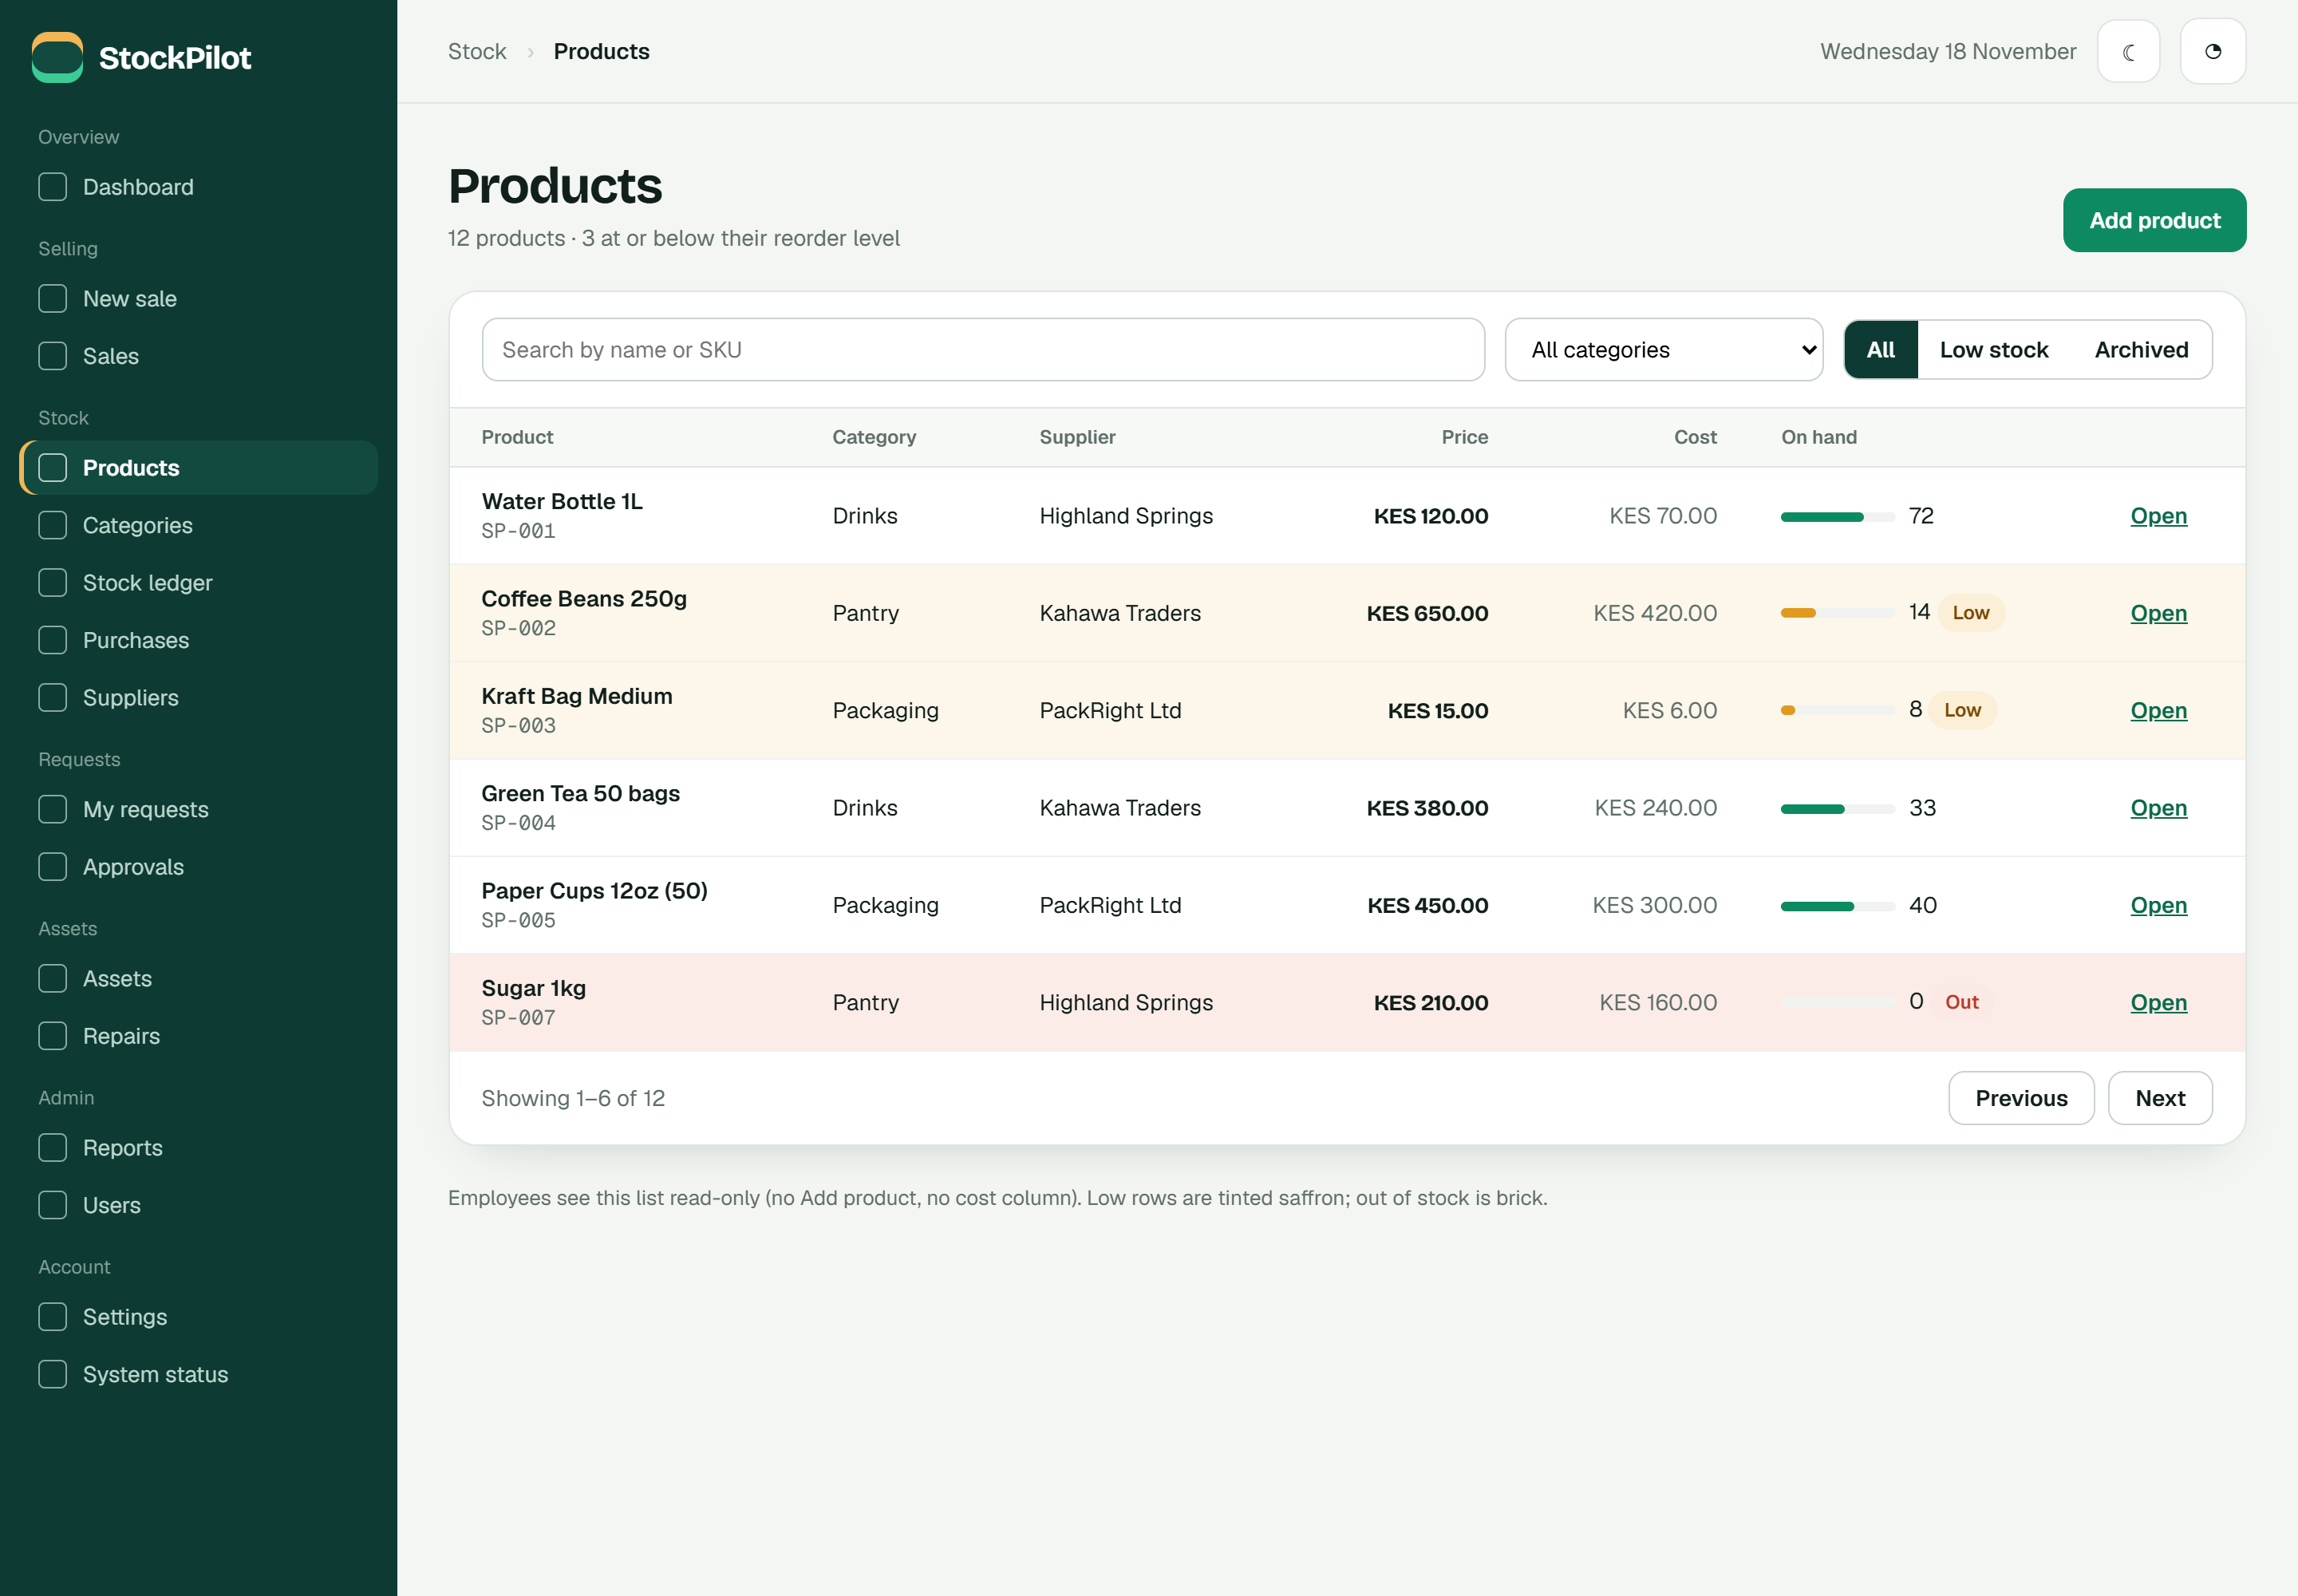 StockPilot
Overview
Dashboard
Selling
New sale
Sales
Stock
Products
Categories
Stock ledger
Purchases
Suppliers
Requests
My requests
Approvals
Assets
Assets
Repairs
Admin
Reports
Users
Account
Settings
System status
Stock › Products
Wednesday 18 November
Products
12 products · 3 at or below their reorder level
Add product
Search by name or SKU
All categories
All Low stock Archived
Product Category Supplier Price Cost On hand
Water Bottle 1L
SP-001
Drinks Highland Springs KES 120.00 KES 70.00 72 Open
Coffee Beans 250g
SP-002
Pantry Kahawa Traders KES 650.00 KES 420.00 14 Low Open
Kraft Bag Medium
SP-003
Packaging PackRight Ltd KES 15.00 KES 6.00 8 Low Open
Green Tea 50 bags
SP-004
Drinks Kahawa Traders KES 380.00 KES 240.00 33 Open
Paper Cups 12oz (50)
SP-005
Packaging PackRight Ltd KES 450.00 KES 300.00 40 Open
Sugar 1kg
SP-007
Pantry Highland Springs KES 210.00 KES 160.00 0 Out Open
Showing 1–6 of 12
Previous Next
Employees see this list read-only (no Add product, no cost column). Low rows are tinted saffron; out of stock is brick.